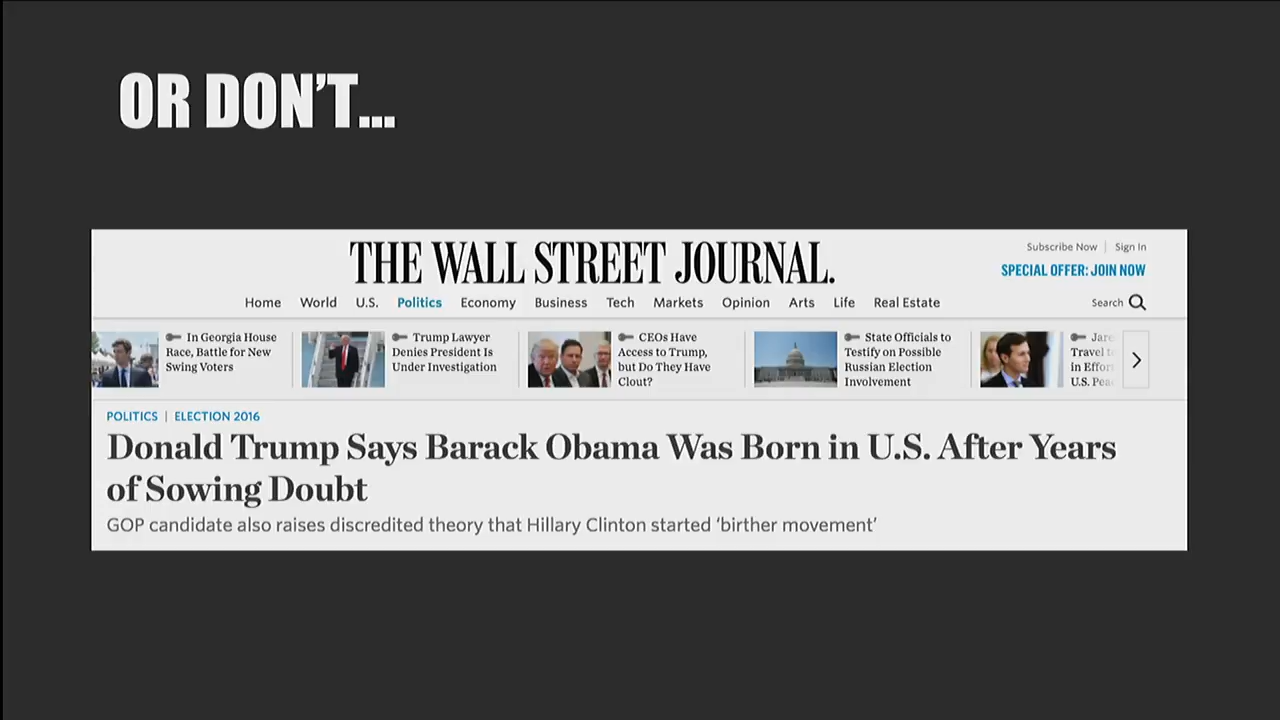 OR DON'T...
THE WALL STREET JOURNAL.
Subscribe Now | Sign In
SPECIAL OFFER: JOIN NOW
Home World U.S. Politics Economy Business Tech Markets Opinion Arts Life Real Estate
Search
In Georgia House
Race, Battle for New
Swing Voters
Trump Lawyer
Denies President Is
Under Investigation
CEOs Have
Access to Trump,
but Do They Have
Clout?
State Officials to
Testify on Possible
Russian Election
Involvement
Travel
in
U.S.
POLITICS | ELECTION 2016
Donald Trump Says Barack Obama Was Born in U.S. After Years
of Sowing Doubt
GOP candidate also raises discredited theory that Hillary Clinton started ‘birther movement’